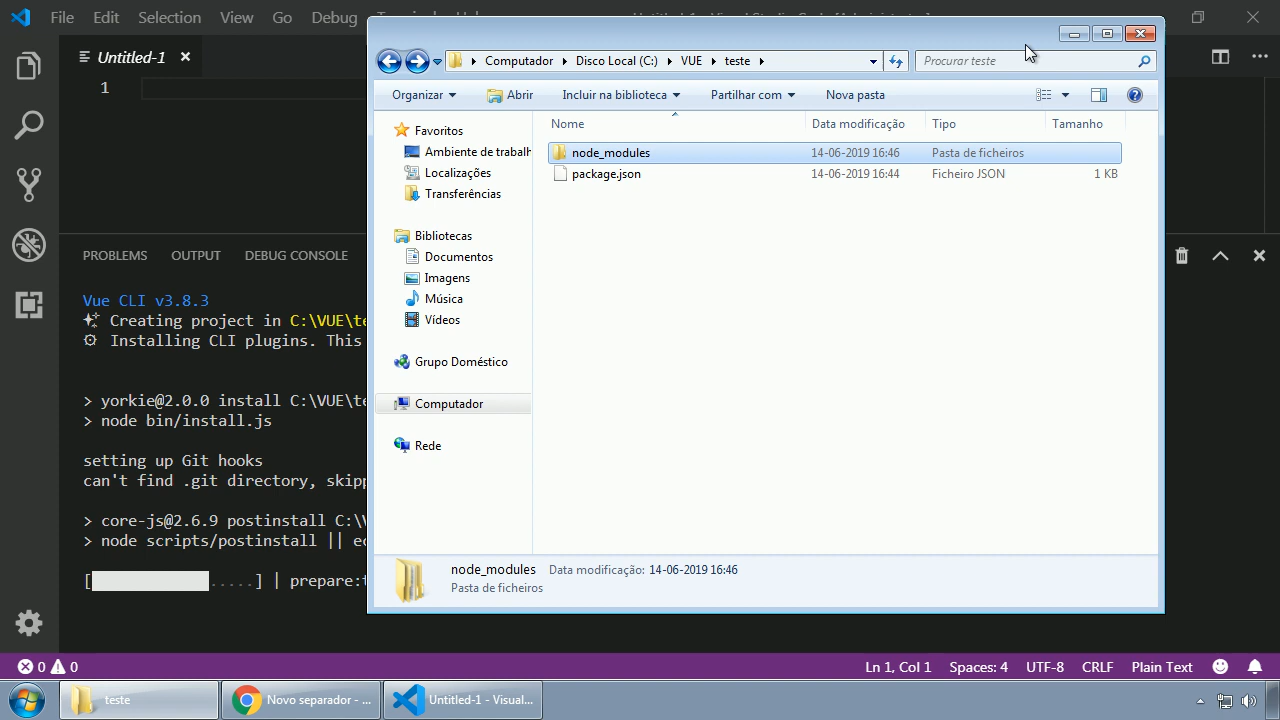 File Edit Selection View Go Debug
Untitled-1
1
PROBLEMS OUTPUT DEBUG CONSOLE
Vue CLI v3.8.3
Creating project in C:\VUE\te
Installing CLI plugins. This
> yorkie@2.0.0 install C:\VUE\te
> node bin/install.js
setting up Git hooks
can't find .git directory, skipp
> core-js@2.6.9 postinstall C:\V
> node scripts/postinstall || ec
[ .....] | prepare:t
Computador Disco Local (C:) VUE teste
Procurar teste
Organizar Abrir Incluir na biblioteca Partilhar com Nova pasta
Nome Data modificação Tipo Tamanho
node_modules 14-06-2019 16:46 Pasta de ficheiros
package.json 14-06-2019 16:44 Ficheiro JSON 1 KB
Favoritos
Ambiente de trabalh
Localizações
Transferências
Bibliotecas
Documentos
Imagens
Música
Vídeos
Grupo Doméstico
Computador
Rede
node_modules Data modificação: 14-06-2019 16:46
Pasta de ficheiros
0 0 Ln 1, Col 1 Spaces: 4 UTF-8 CRLF Plain Text
teste Novo separador - ... Untitled-1 - Visual...